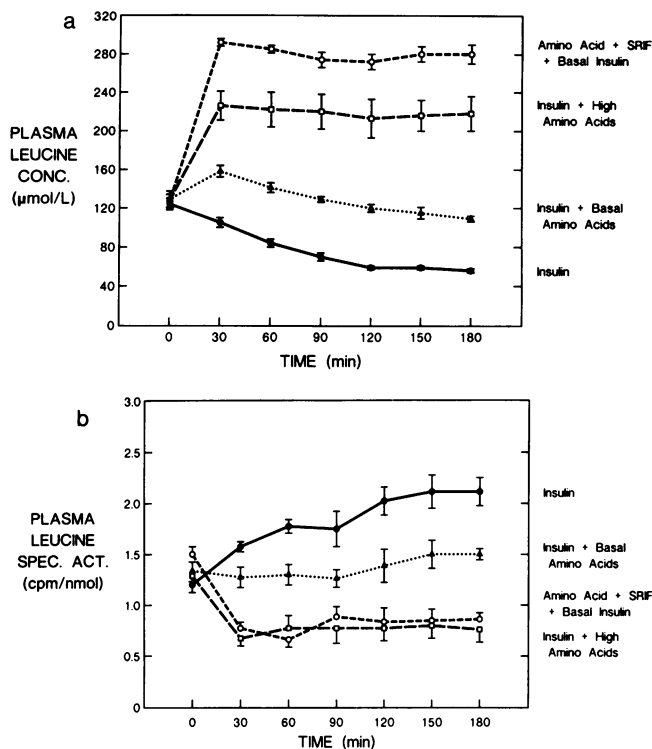 a
320
280
240
200
160
120
80
40
0
PLASMA
LEUCINE
CONC.
(µmol/L)
Amino Acid + SRIF
+ Basal Insulin
Insulin + High
Amino Acids
Insulin + Basal
Amino Acids
Insulin
0 30 60 90 120 150 180
TIME (min)
b
3.0
2.5
2.0
1.5
1.0
0.5
0
PLASMA
LEUCINE
SPEC. ACT.
(cpm/nmol)
Insulin
Insulin + Basal
Amino Acids
Amino Acid + SRIF
+ Basal Insulin
Insulin + High
Amino Acids
0 30 60 90 120 150 180
TIME (min)